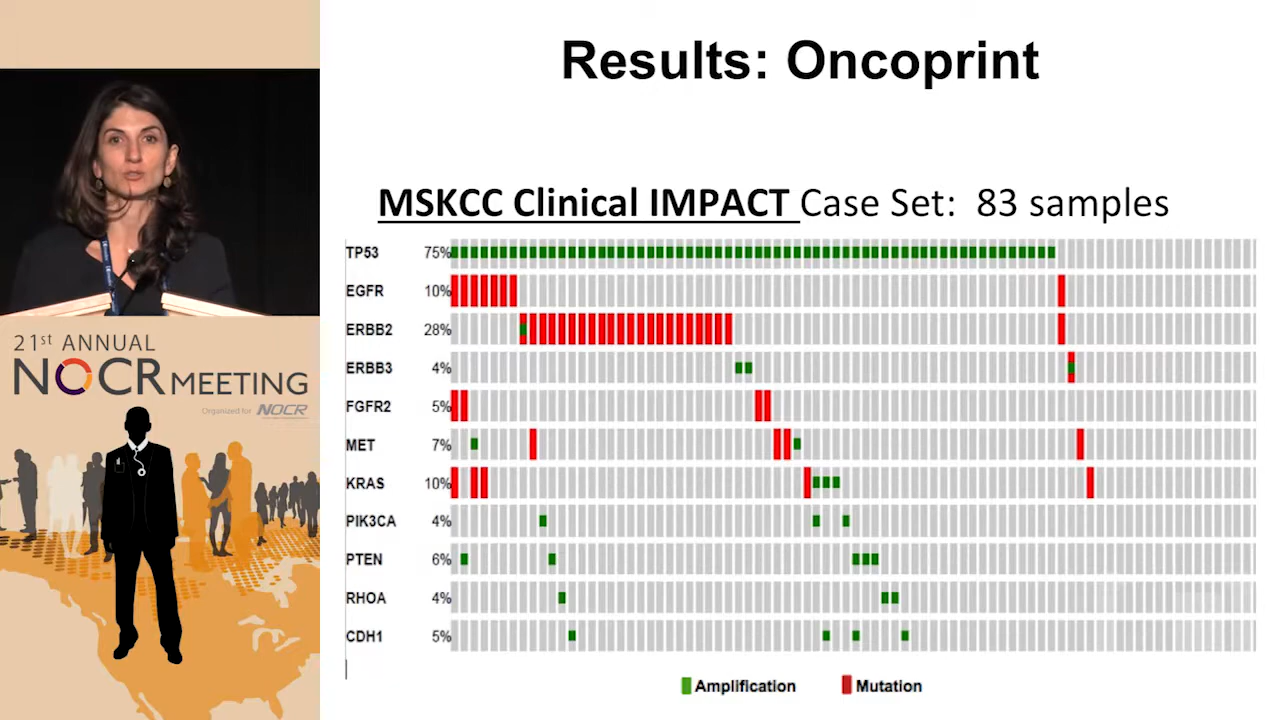 Results: Oncoprint
MSKCC Clinical IMPACT Case Set: 83 samples
TP53 75%
EGFR 10%
ERBB2 28%
ERBB3 4%
FGFR2 5%
MET 7%
KRAS 10%
PIK3CA 4%
PTEN 6%
RHOA 4%
CDH1 5%
Amplification Mutation
21st ANNUAL
NOCR MEETING
Organized for NOCR